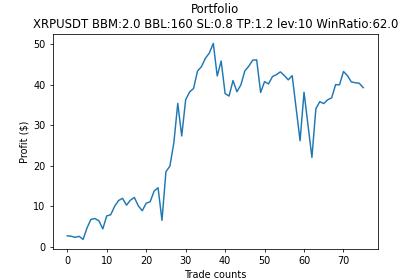 Portfolio
XRPUSDT BBM:2.0 BBL:160 SL:0.8 TP:1.2 lev:10 WinRatio:62.0
50
40
30
20
10
0
Profit ($)
0 10 20 30 40 50 60 70
Trade counts